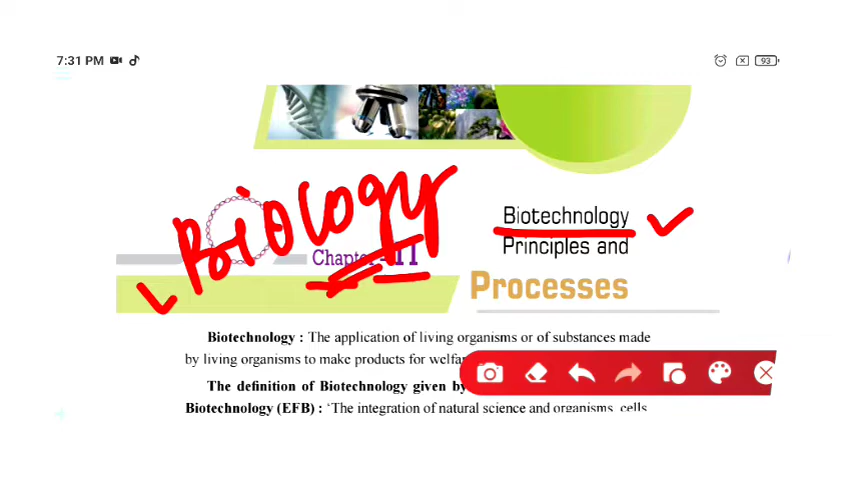 7:31 PM
93
Biology
Biotechnology
Principles and
Chapter - 11
Processes
Biotechnology : The application of living organisms or of substances made
by living organisms to make products for
The definition of Biotechnology given by
Biotechnology (EFB) : ‘The integration of natural science and organisms, cells,